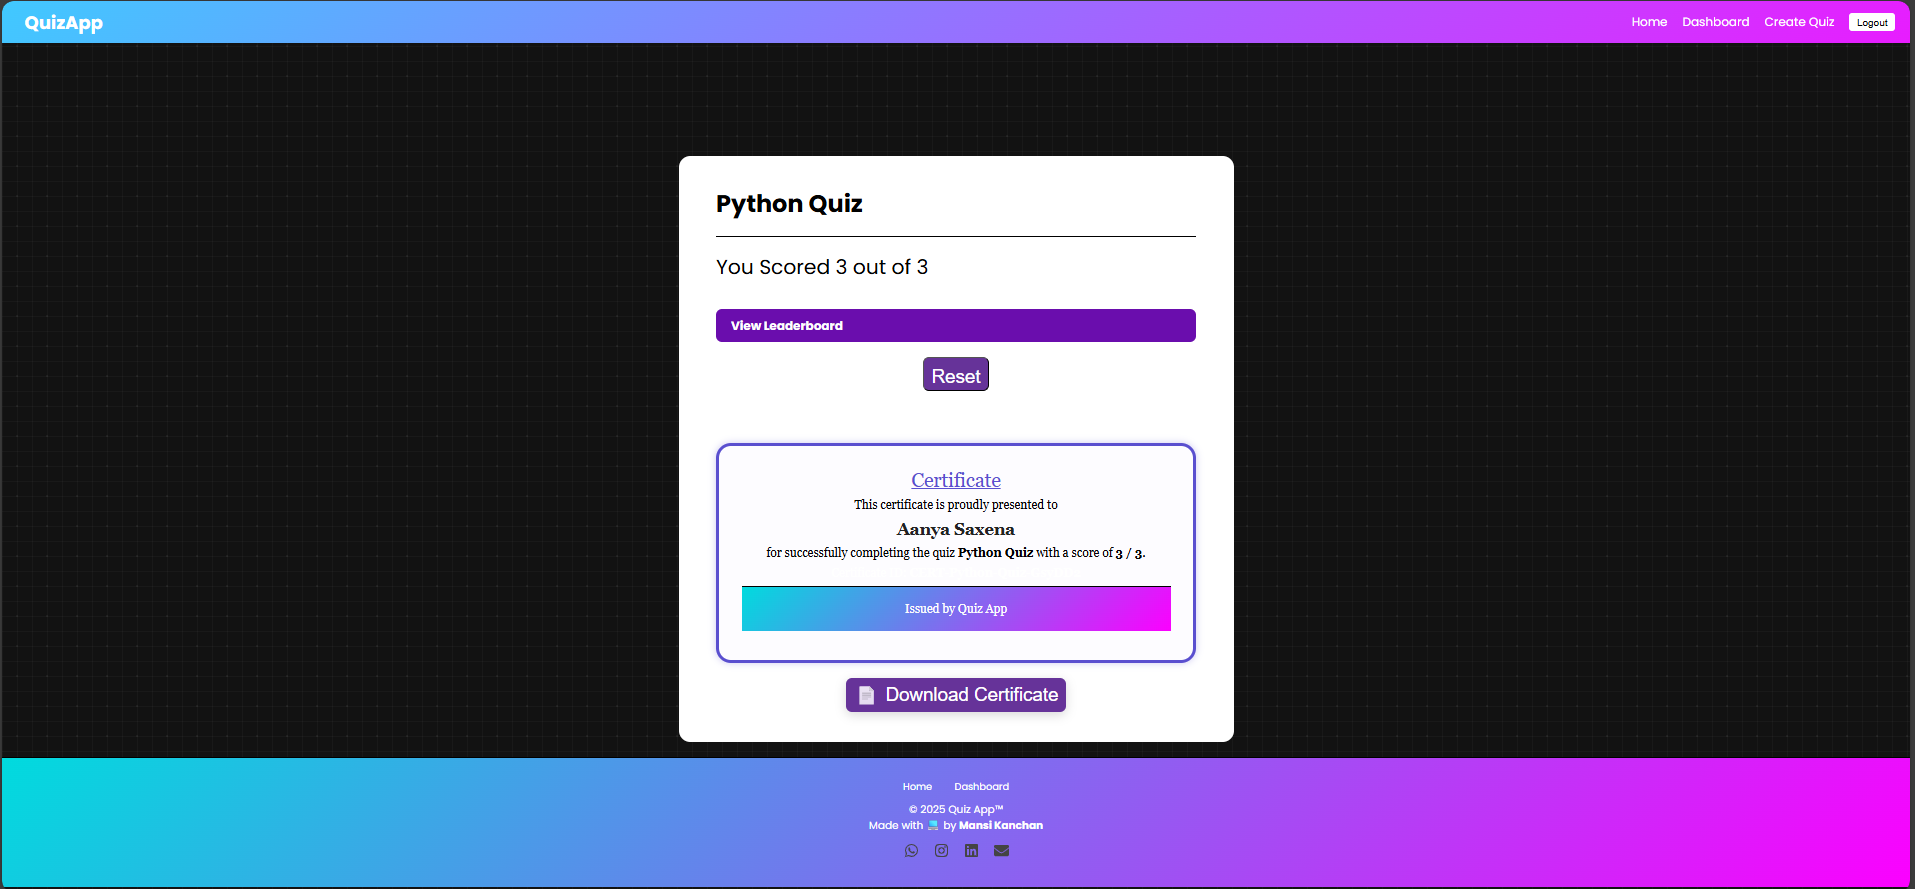 QuizApp
Home Dashboard Create Quiz Logout
Python Quiz
You Scored 3 out of 3
View Leaderboard
Reset
Certificate
This certificate is proudly presented to
Aanya Saxena
for successfully completing the quiz Python Quiz with a score of 3 / 3.
Issued by Quiz App
Download Certificate
Home Dashboard
© 2025 Quiz App™
Made with 💻 by Mansi Kanchan